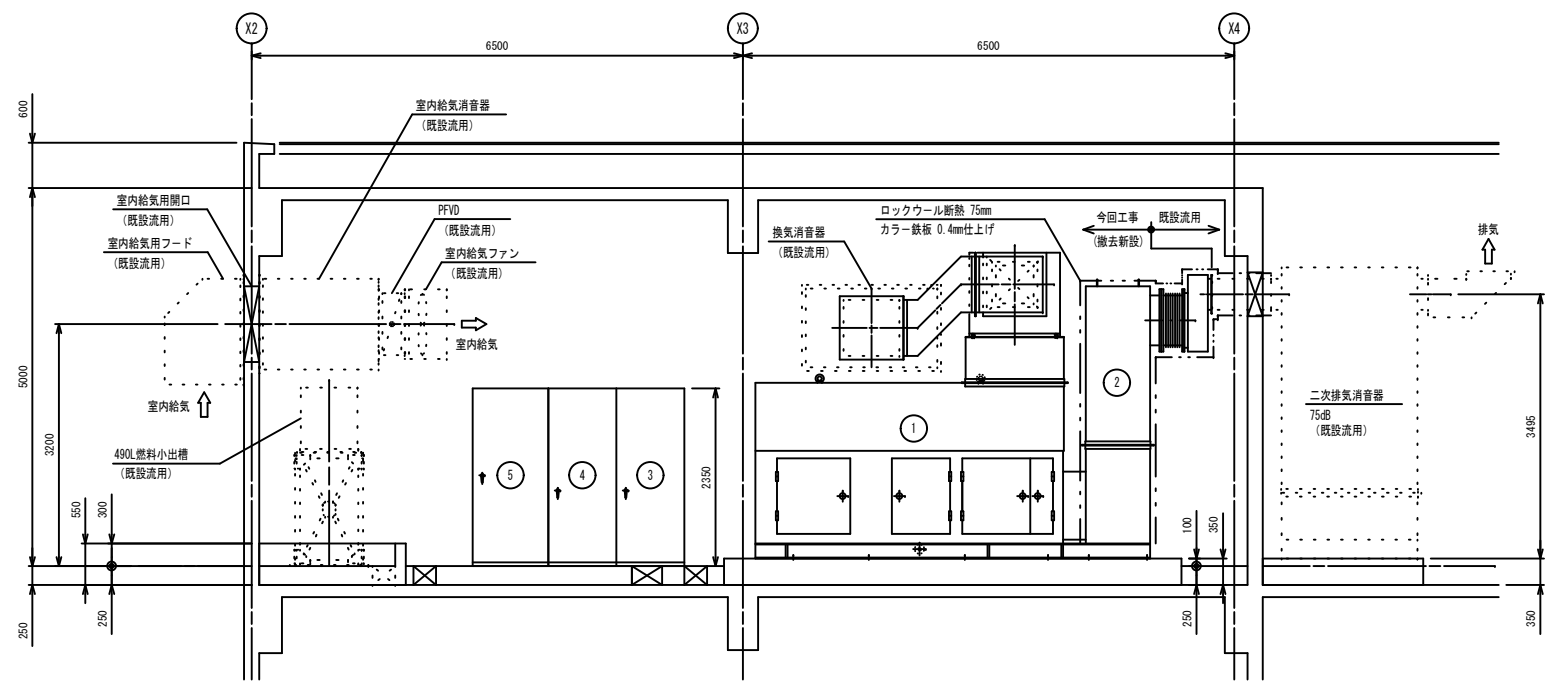 X2
X3
X4
6500
6500
600
室内給気消音器
(既設流用)
室内給気用開口
(既設流用)
PFVD
(既設流用)
ロックウール断熱 75mm
カラー鉄板 0.4mm仕上げ
今回工事
既設流用
(撤去新設)
換気消音器
(既設流用)
排気
室内給気用フード
(既設流用)
室内給気ファン
(既設流用)
室内給気
室内給気
5000
3200
2
1
二次排気消音器
75dB
(既設流用)
3495
490L燃料小出槽
(既設流用)
5
4
3
2350
550
300
100
350
250
250
250
350